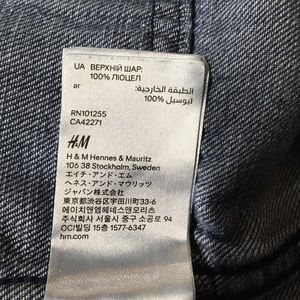 UA ВЕРХНІЙ ШАР:
100% ЛІОЦЕЛ
ar الطبقة الخارجية:
100% ليوسيل
RN101255
CA42271
H&M
H & M Hennes & Mauritz
106 38 Stockholm, Sweden
エイチ・アンド・エム
ヘネス・アンド・マウリッツ
ジャパン株式会社
東京都渋谷区宇田川町33-6
에이치앤엠헤네스앤모리츠
주식회사 서울시 중구 소공로 94
OCI빌딩 15층 1577-6347
hm.com